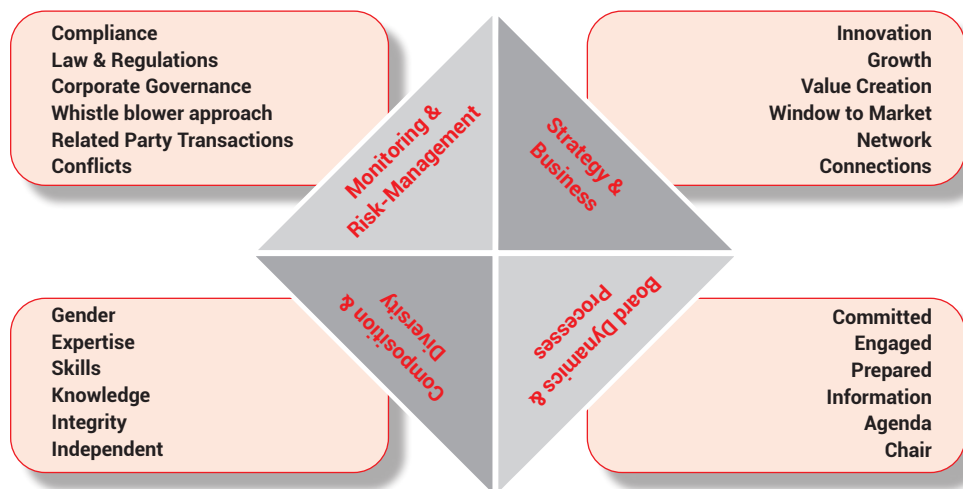 Compliance
Law & Regulations
Corporate Governance
Whistle blower approach
Related Party Transactions
Conflicts
Monitoring &
Risk-Management
Strategy &
Business
Innovation
Growth
Value Creation
Window to Market
Network
Connections
Gender
Expertise
Skills
Knowledge
Integrity
Independent
Composition &
Diversity
Board Dynamics &
Processes
Committed
Engaged
Prepared
Information
Agenda
Chair